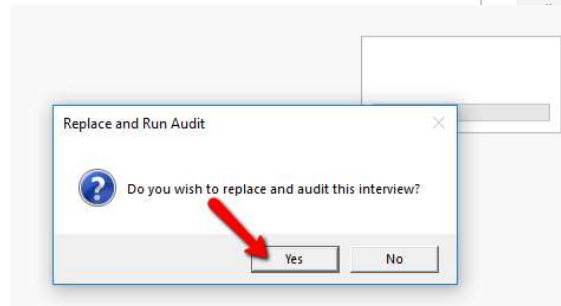 Replace and Run Audit
Do you wish to replace and audit this interview?
Yes
No